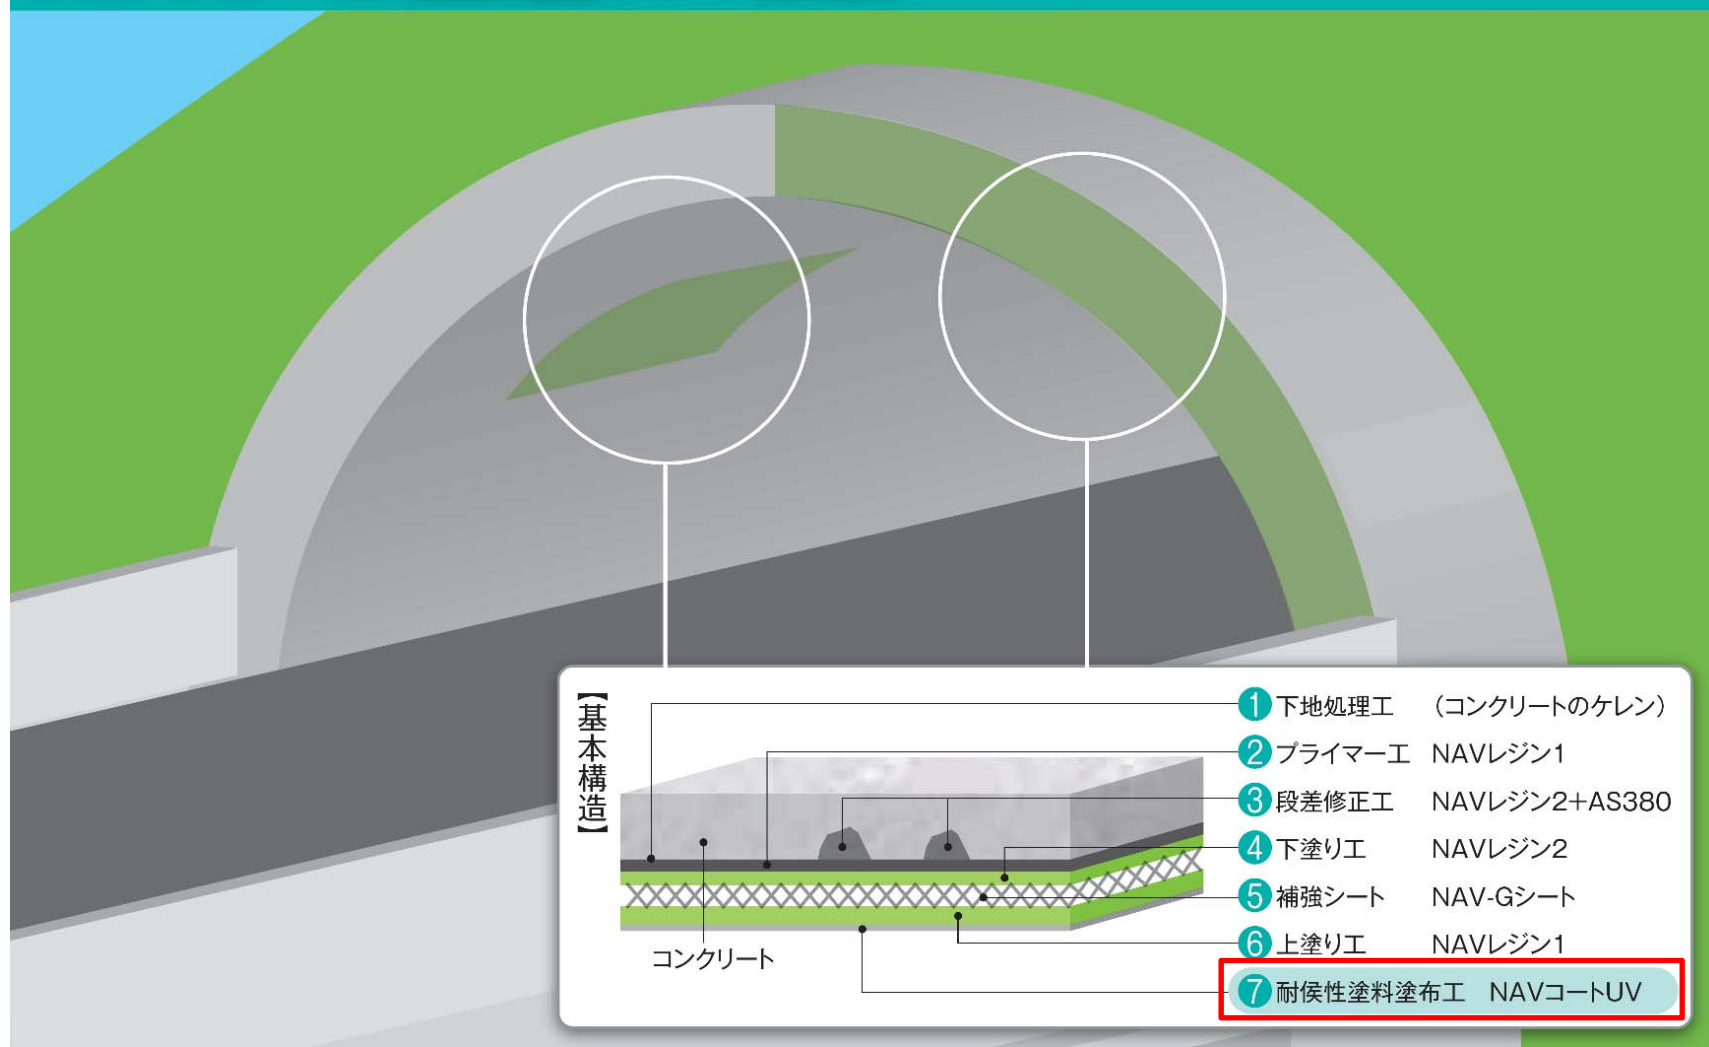 【基本構造】
1 下地処理工 （コンクリートのケレン）
2 プライマー工 NAVレジン1
3 段差修正工 NAVレジン2+AS380
4 下塗り工 NAVレジン2
5 補強シート NAV-Gシート
6 上塗り工 NAVレジン1
7 耐侯性塗料塗布工 NAVコートUV
コンクリート